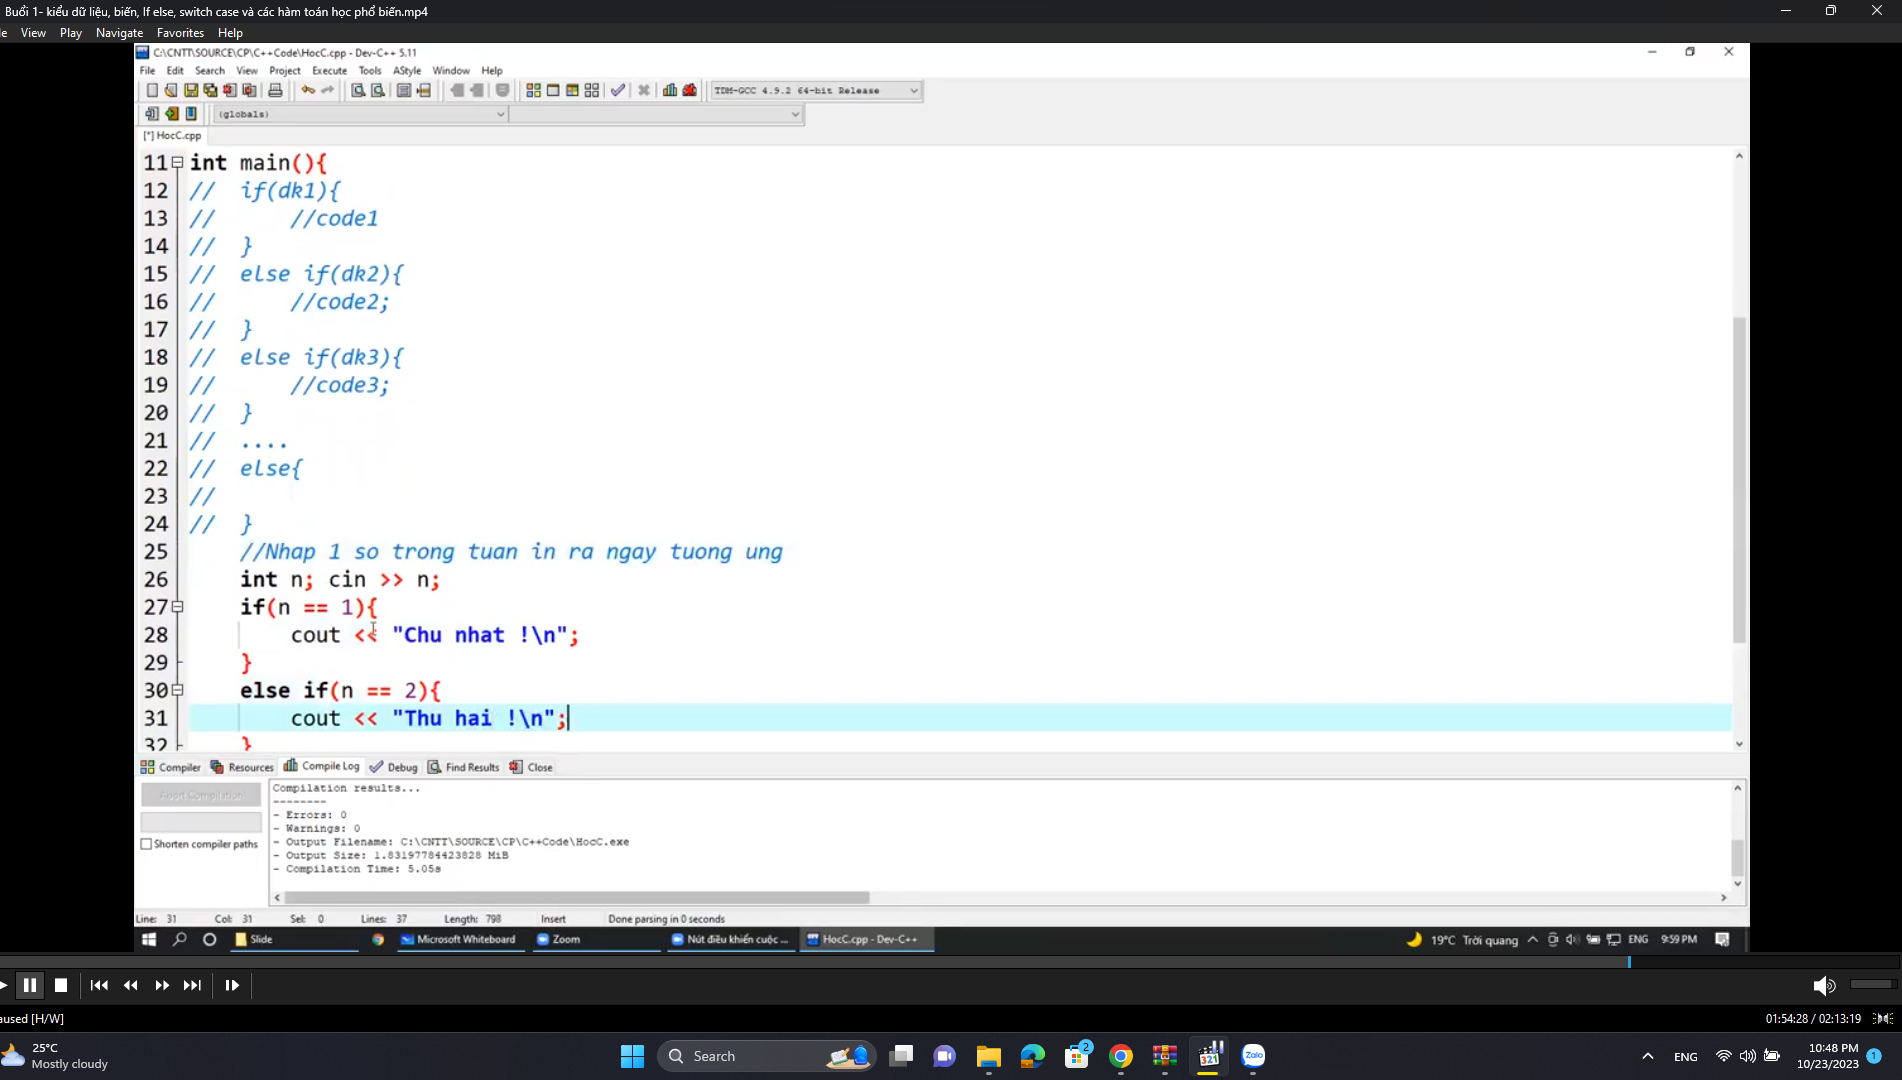 Buổi 1- kiểu dữ liệu, biến, If else, switch case và các hàm toán học phổ biến.mp4
le View Play Navigate Favorites Help
C:\CNTT\SOURCE\CP\C++Code\HocC.cpp - Dev-C++ 5.11
File Edit Search View Project Execute Tools AStyle Window Help
TDM-GCC 4.9.2 64-bit Release
(globals)
[*] HocC.cpp
11 int main(){
12 // if(dk1){
13 // //code1
14 // }
15 // else if(dk2){
16 // //code2;
17 // }
18 // else if(dk3){
19 // //code3;
20 // }
21 // ....
22 // else{
23 //
24 // }
25 //Nhap 1 so trong tuan in ra ngay tuong ung
26 int n; cin >> n;
27 if(n == 1){
28 cout << "Chu nhat !\n";
29 }
30 else if(n == 2){
31 cout << "Thu hai !\n";
32 }
Compiler Resources Compile Log Debug Find Results Close
Abort Compilation
Shorten compiler paths
Compilation results...
--------
- Errors: 0
- Warnings: 0
- Output Filename: C:\CNTT\SOURCE\CP\C++Code\HocC.exe
- Output Size: 1.83197784423828 MiB
- Compilation Time: 5.05s
Line: 31 Col: 31 Sel: 0 Lines: 37 Length: 798 Insert Done parsing in 0 seconds
Slide Microsoft Whiteboard Zoom Nút điều khiển cuộc ... HocC.cpp - Dev-C++ 19°C Trời quang ENG 9:59 PM
aused [H/W] 01:54:28 / 02:13:19
25°C
Mostly cloudy
Search
2
321
Zalo
ENG
10:48 PM
10/23/2023
1